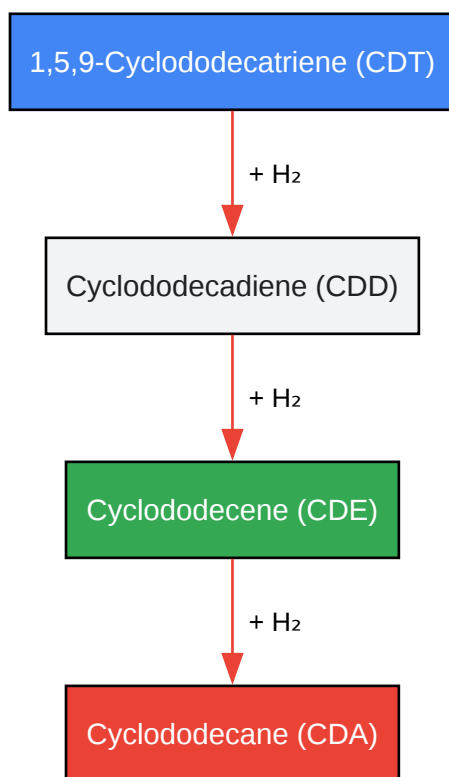 1,5,9-Cyclododecatriene (CDT)
+ H₂
Cyclododecadiene (CDD)
+ H₂
Cyclododecene (CDE)
+ H₂
Cyclododecane (CDA)